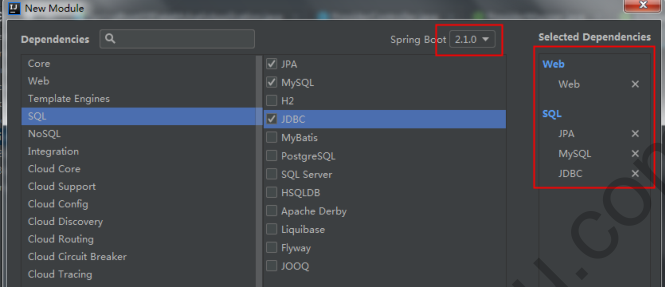 New Module
Dependencies
Spring Boot 2.1.0
Selected Dependencies
Core
Web
Template Engines
SQL
NoSQL
Integration
Cloud Core
Cloud Support
Cloud Config
Cloud Discovery
Cloud Routing
Cloud Circuit Breaker
Cloud Tracing
JPA
MySQL
H2
JDBC
MyBatis
PostgreSQL
SQL Server
HSQLDB
Apache Derby
Liquibase
Flyway
JOOQ
Web
Web
SQL
JPA
MySQL
JDBC